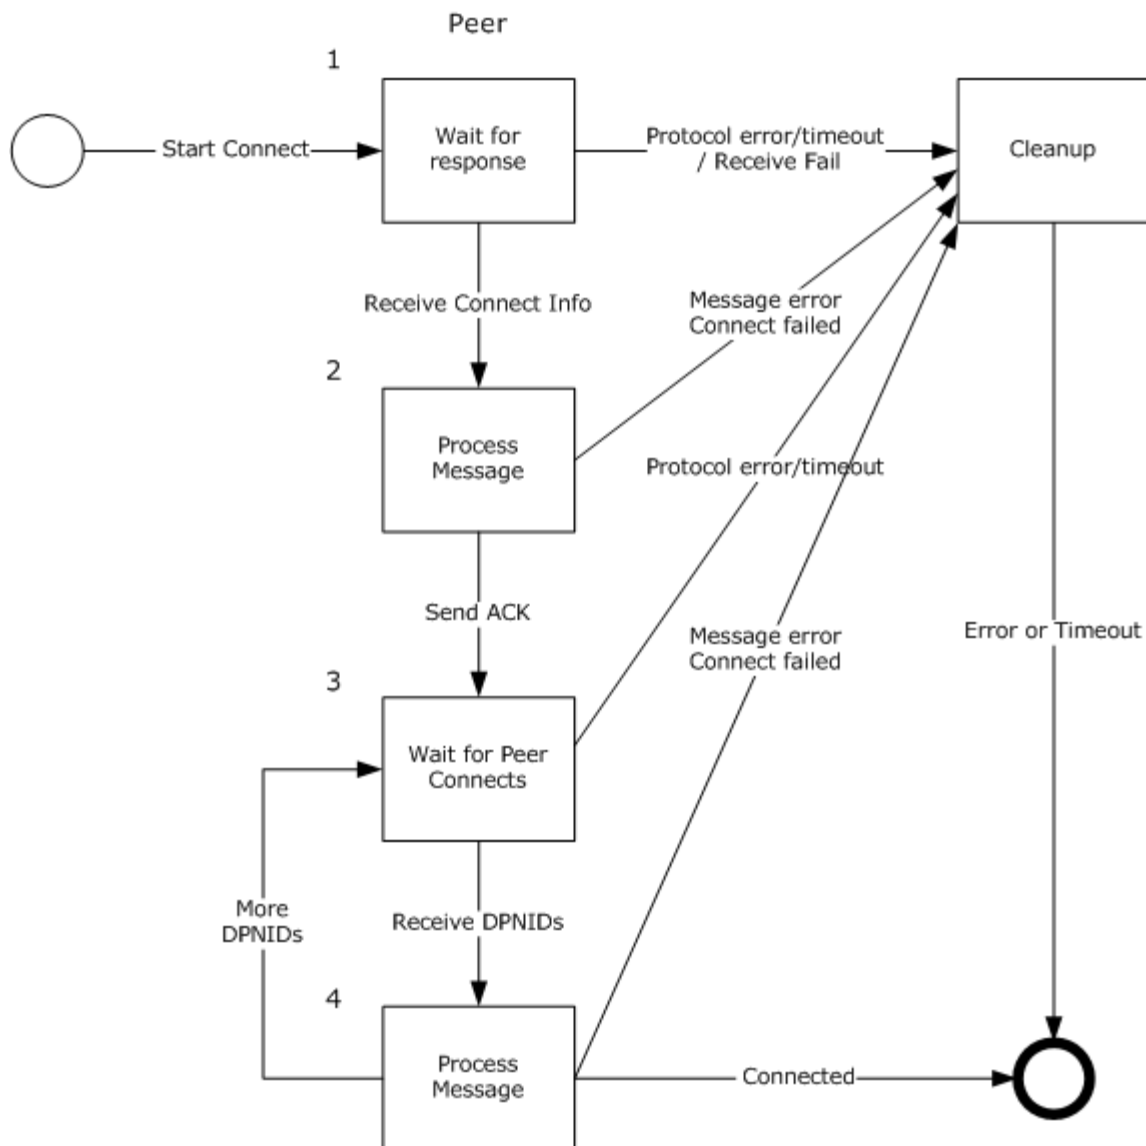 Peer
1
Wait for
response
Start Connect
Protocol error/timeout
/ Receive Fail
Cleanup
Receive Connect Info
Message error
Connect failed
2
Process
Message
Protocol error/timeout
Send ACK
Message error
Connect failed
Error or Timeout
3
Wait for Peer
Connects
More
DPNIDs
Receive DPNIDs
4
Process
Message
Connected